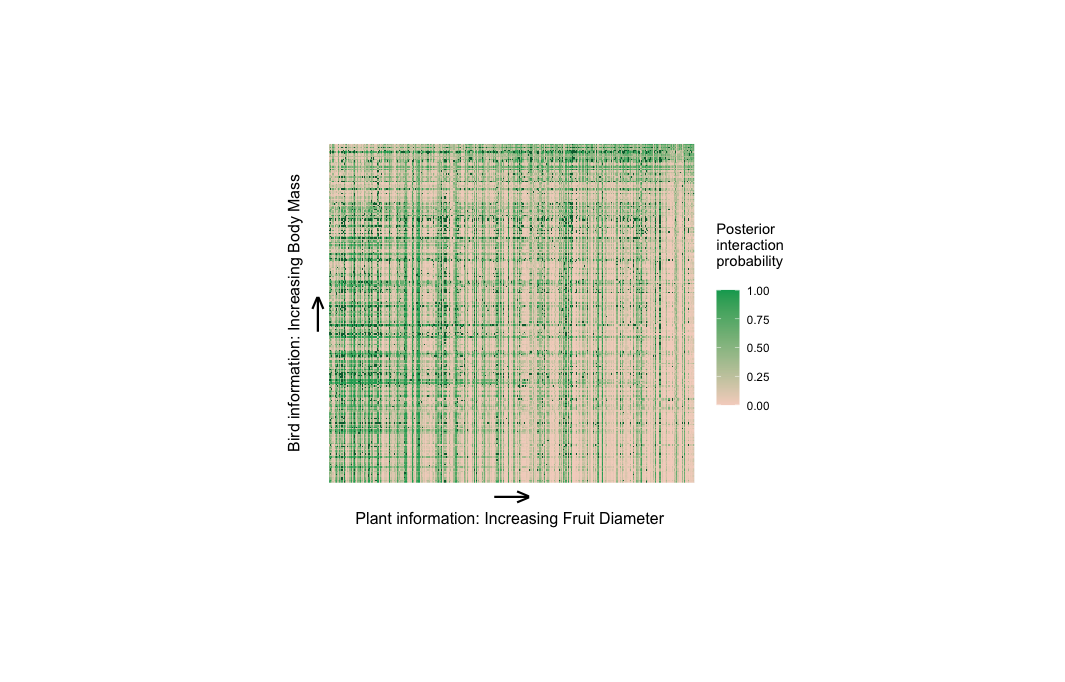 Bird information: Increasing Body Mass
Plant information: Increasing Fruit Diameter
Posterior
interaction
probability
1.00
0.75
0.50
0.25
0.00